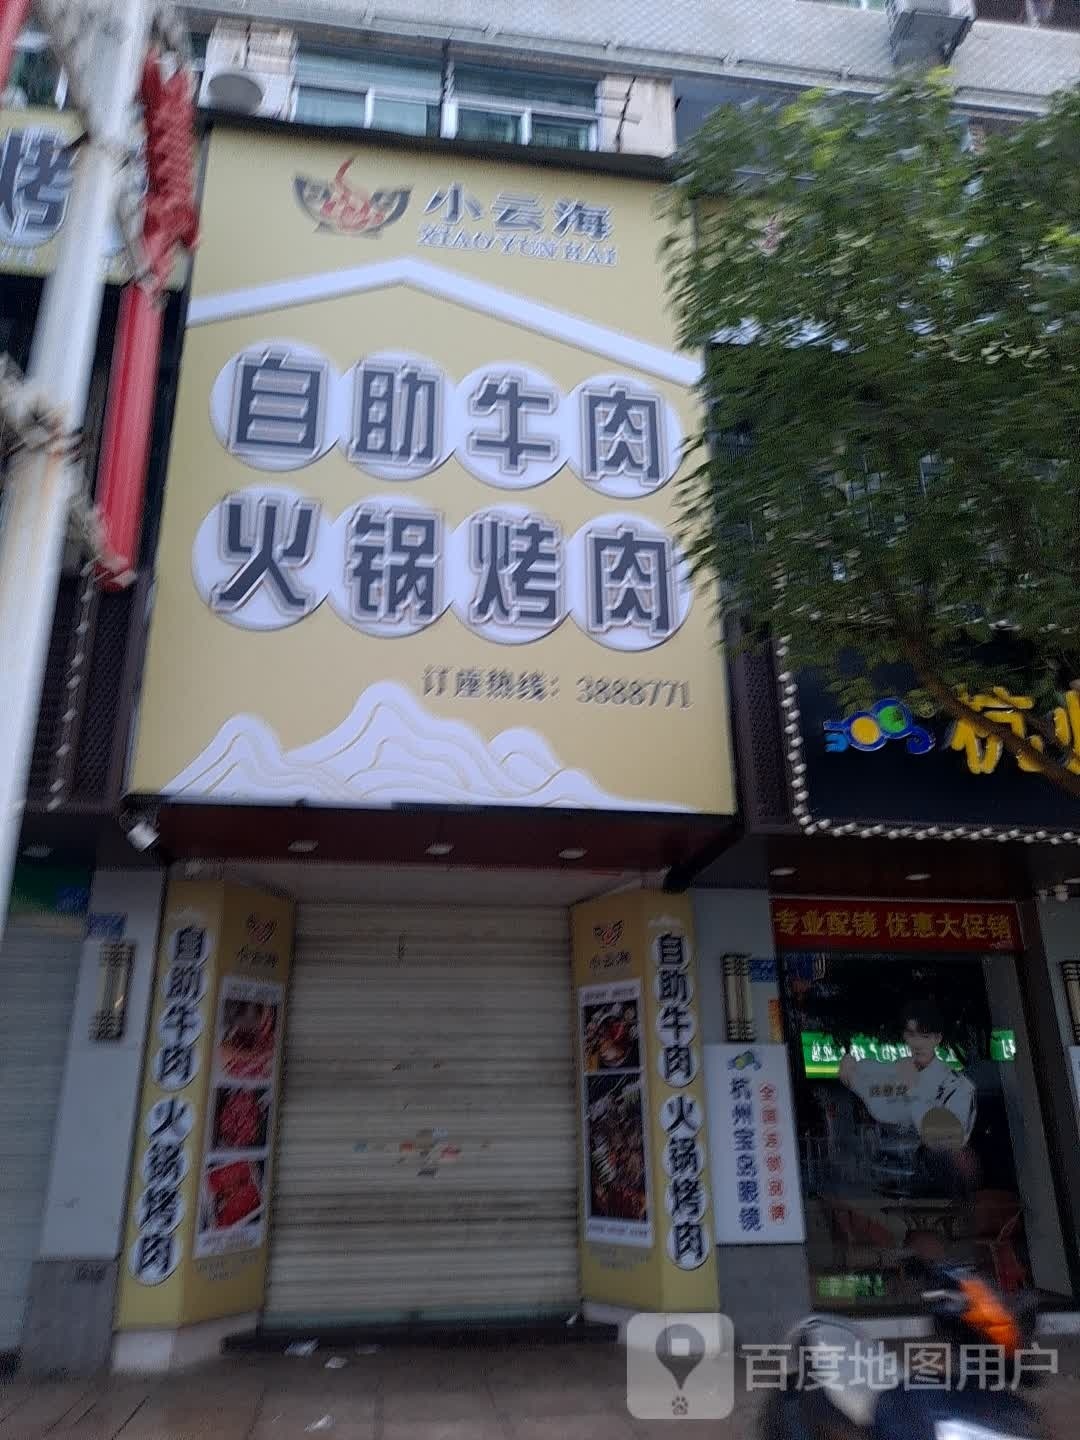 烤
小云海
XIAO YUN HAI
自助牛肉
火锅烤肉
订座热线：3888771
杭州
专业配镜 优惠大促销
小云海
自助牛肉 火锅烤肉
小云海
自助牛肉 火锅烤肉
杭州宝岛眼镜
百度地图用户